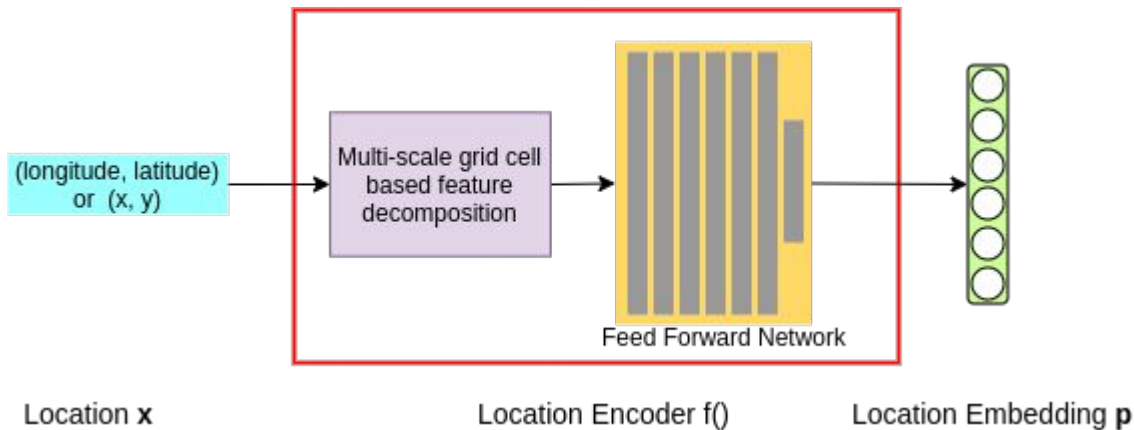 (longitude, latitude)
or (x, y)
Multi-scale grid cell
based feature
decomposition
Feed Forward Network
Location x
Location Encoder f()
Location Embedding p